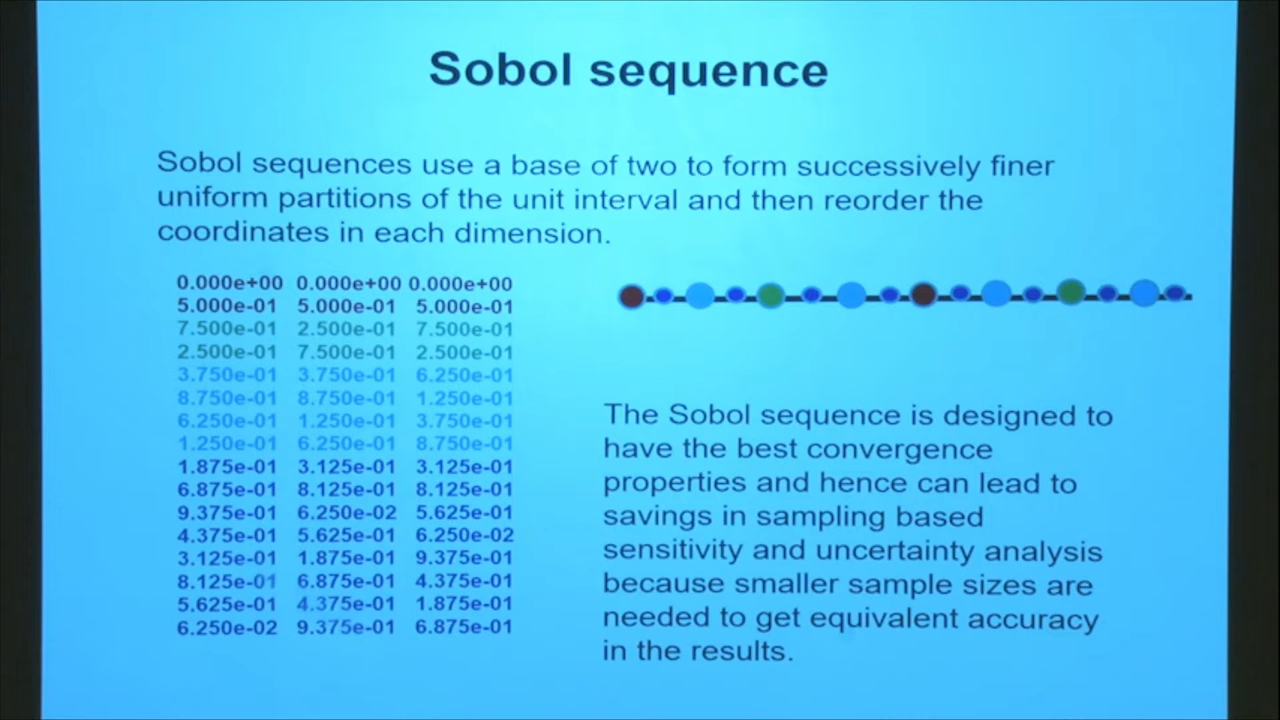 Sobol sequence
Sobol sequences use a base of two to form successively finer
uniform partitions of the unit interval and then reorder the
coordinates in each dimension.
0.000e+00 0.000e+00 0.000e+00
5.000e-01 5.000e-01 5.000e-01
7.500e-01 2.500e-01 7.500e-01
2.500e-01 7.500e-01 2.500e-01
3.750e-01 3.750e-01 6.250e-01
8.750e-01 8.750e-01 1.250e-01
6.250e-01 1.250e-01 3.750e-01
1.250e-01 6.250e-01 8.750e-01
1.875e-01 3.125e-01 3.125e-01
6.875e-01 8.125e-01 8.125e-01
9.375e-01 6.250e-02 5.625e-01
4.375e-01 5.625e-01 6.250e-02
3.125e-01 1.875e-01 9.375e-01
8.125e-01 6.875e-01 4.375e-01
5.625e-01 4.375e-01 1.875e-01
6.250e-02 9.375e-01 6.875e-01
The Sobol sequence is designed to
have the best convergence
properties and hence can lead to
savings in sampling based
sensitivity and uncertainty analysis
because smaller sample sizes are
needed to get equivalent accuracy
in the results.